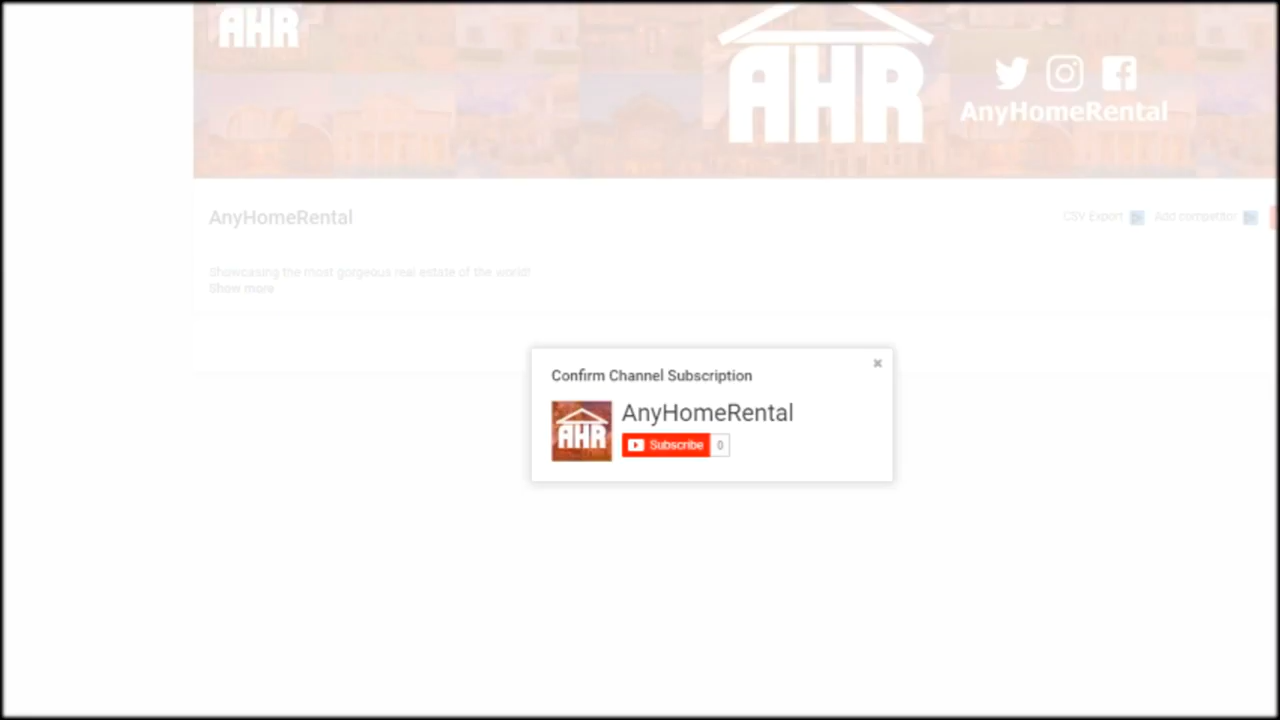 AHR
AHR
AnyHomeRental
AnyHomeRental
CSV Export
Add competitor
Showcasing the most gorgeous real estate of the world!
Show more
Confirm Channel Subscription
AHR
AnyHomeRental
Subscribe 0